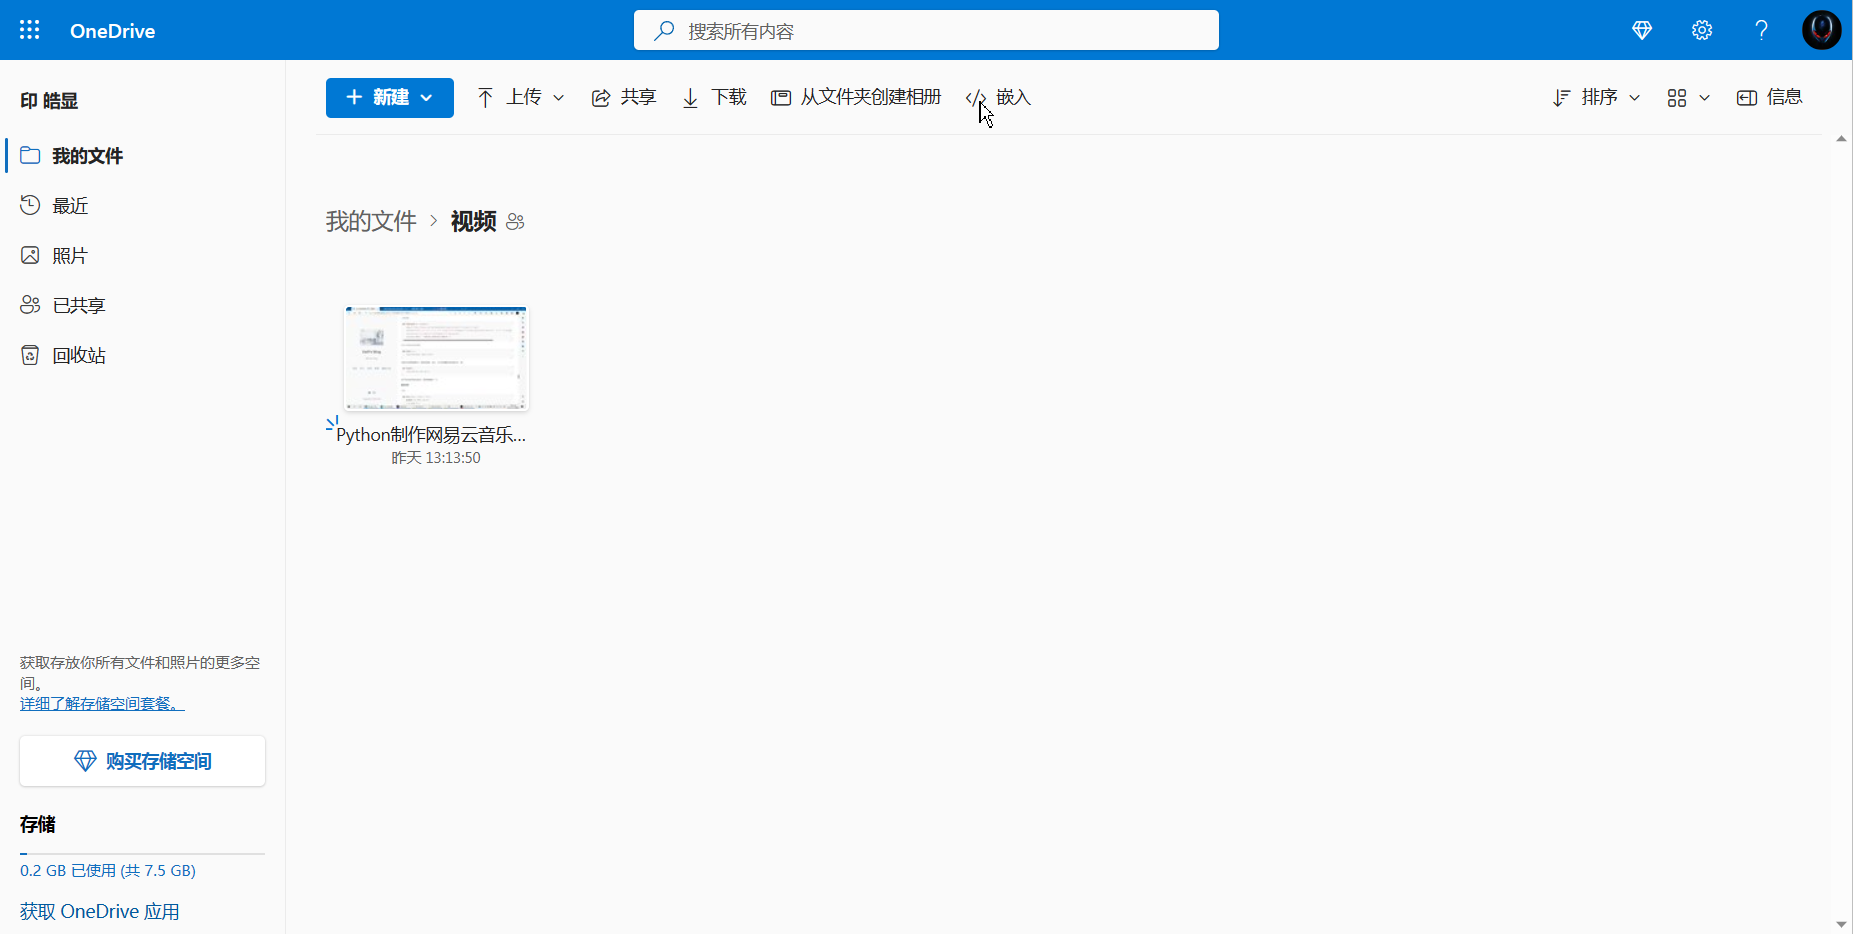 OneDrive
搜索所有内容
印 皓显
我的文件
最近
照片
已共享
回收站
获取存放你所有文件和照片的更多空
间。
详细了解存储空间套餐。
购买存储空间
存储
0.2 GB 已使用 (共 7.5 GB)
获取 OneDrive 应用
新建 上传 共享 下载 从文件夹创建相册 嵌入 排序 信息
我的文件 > 视频
Python制作网易云音乐...
昨天 13:13:50